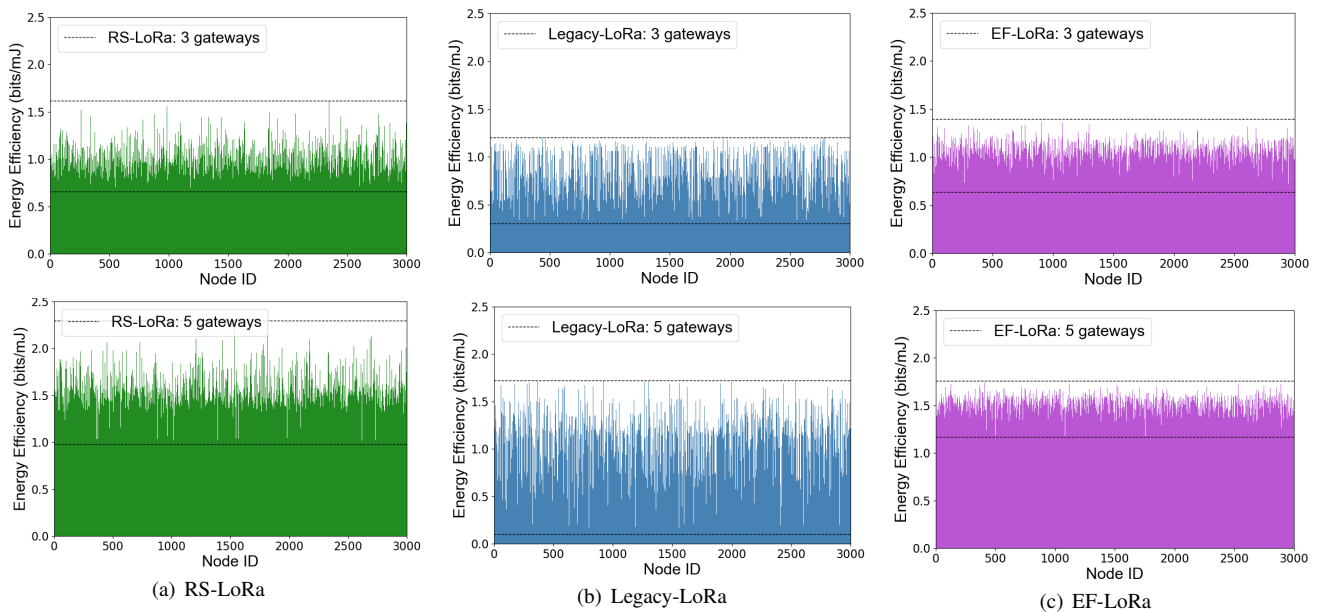 RS-LoRa: 3 gateways
Energy Efficiency (bits/mJ)
2.5
2.0
1.5
1.0
0.5
0.0
0 500 1000 1500 2000 2500 3000
Node ID
Legacy-LoRa: 3 gateways
Energy Efficiency (bits/mJ)
2.5
2.0
1.5
1.0
0.5
0.0
0 500 1000 1500 2000 2500 3000
Node ID
EF-LoRa: 3 gateways
Energy Efficiency (bits/mJ)
2.5
2.0
1.5
1.0
0.5
0.0
0 500 1000 1500 2000 2500 3000
Node ID
RS-LoRa: 5 gateways
Energy Efficiency (bits/mJ)
2.5
2.0
1.5
1.0
0.5
0.0
0 500 1000 1500 2000 2500 3000
Node ID
(a) RS-LoRa
Legacy-LoRa: 5 gateways
Energy Efficiency (bits/mJ)
2.5
2.0
1.5
1.0
0.5
0.0
0 500 1000 1500 2000 2500 3000
Node ID
(b) Legacy-LoRa
EF-LoRa: 5 gateways
Energy Efficiency (bits/mJ)
2.5
2.0
1.5
1.0
0.5
0.0
0 500 1000 1500 2000 2500 3000
Node ID
(c) EF-LoRa